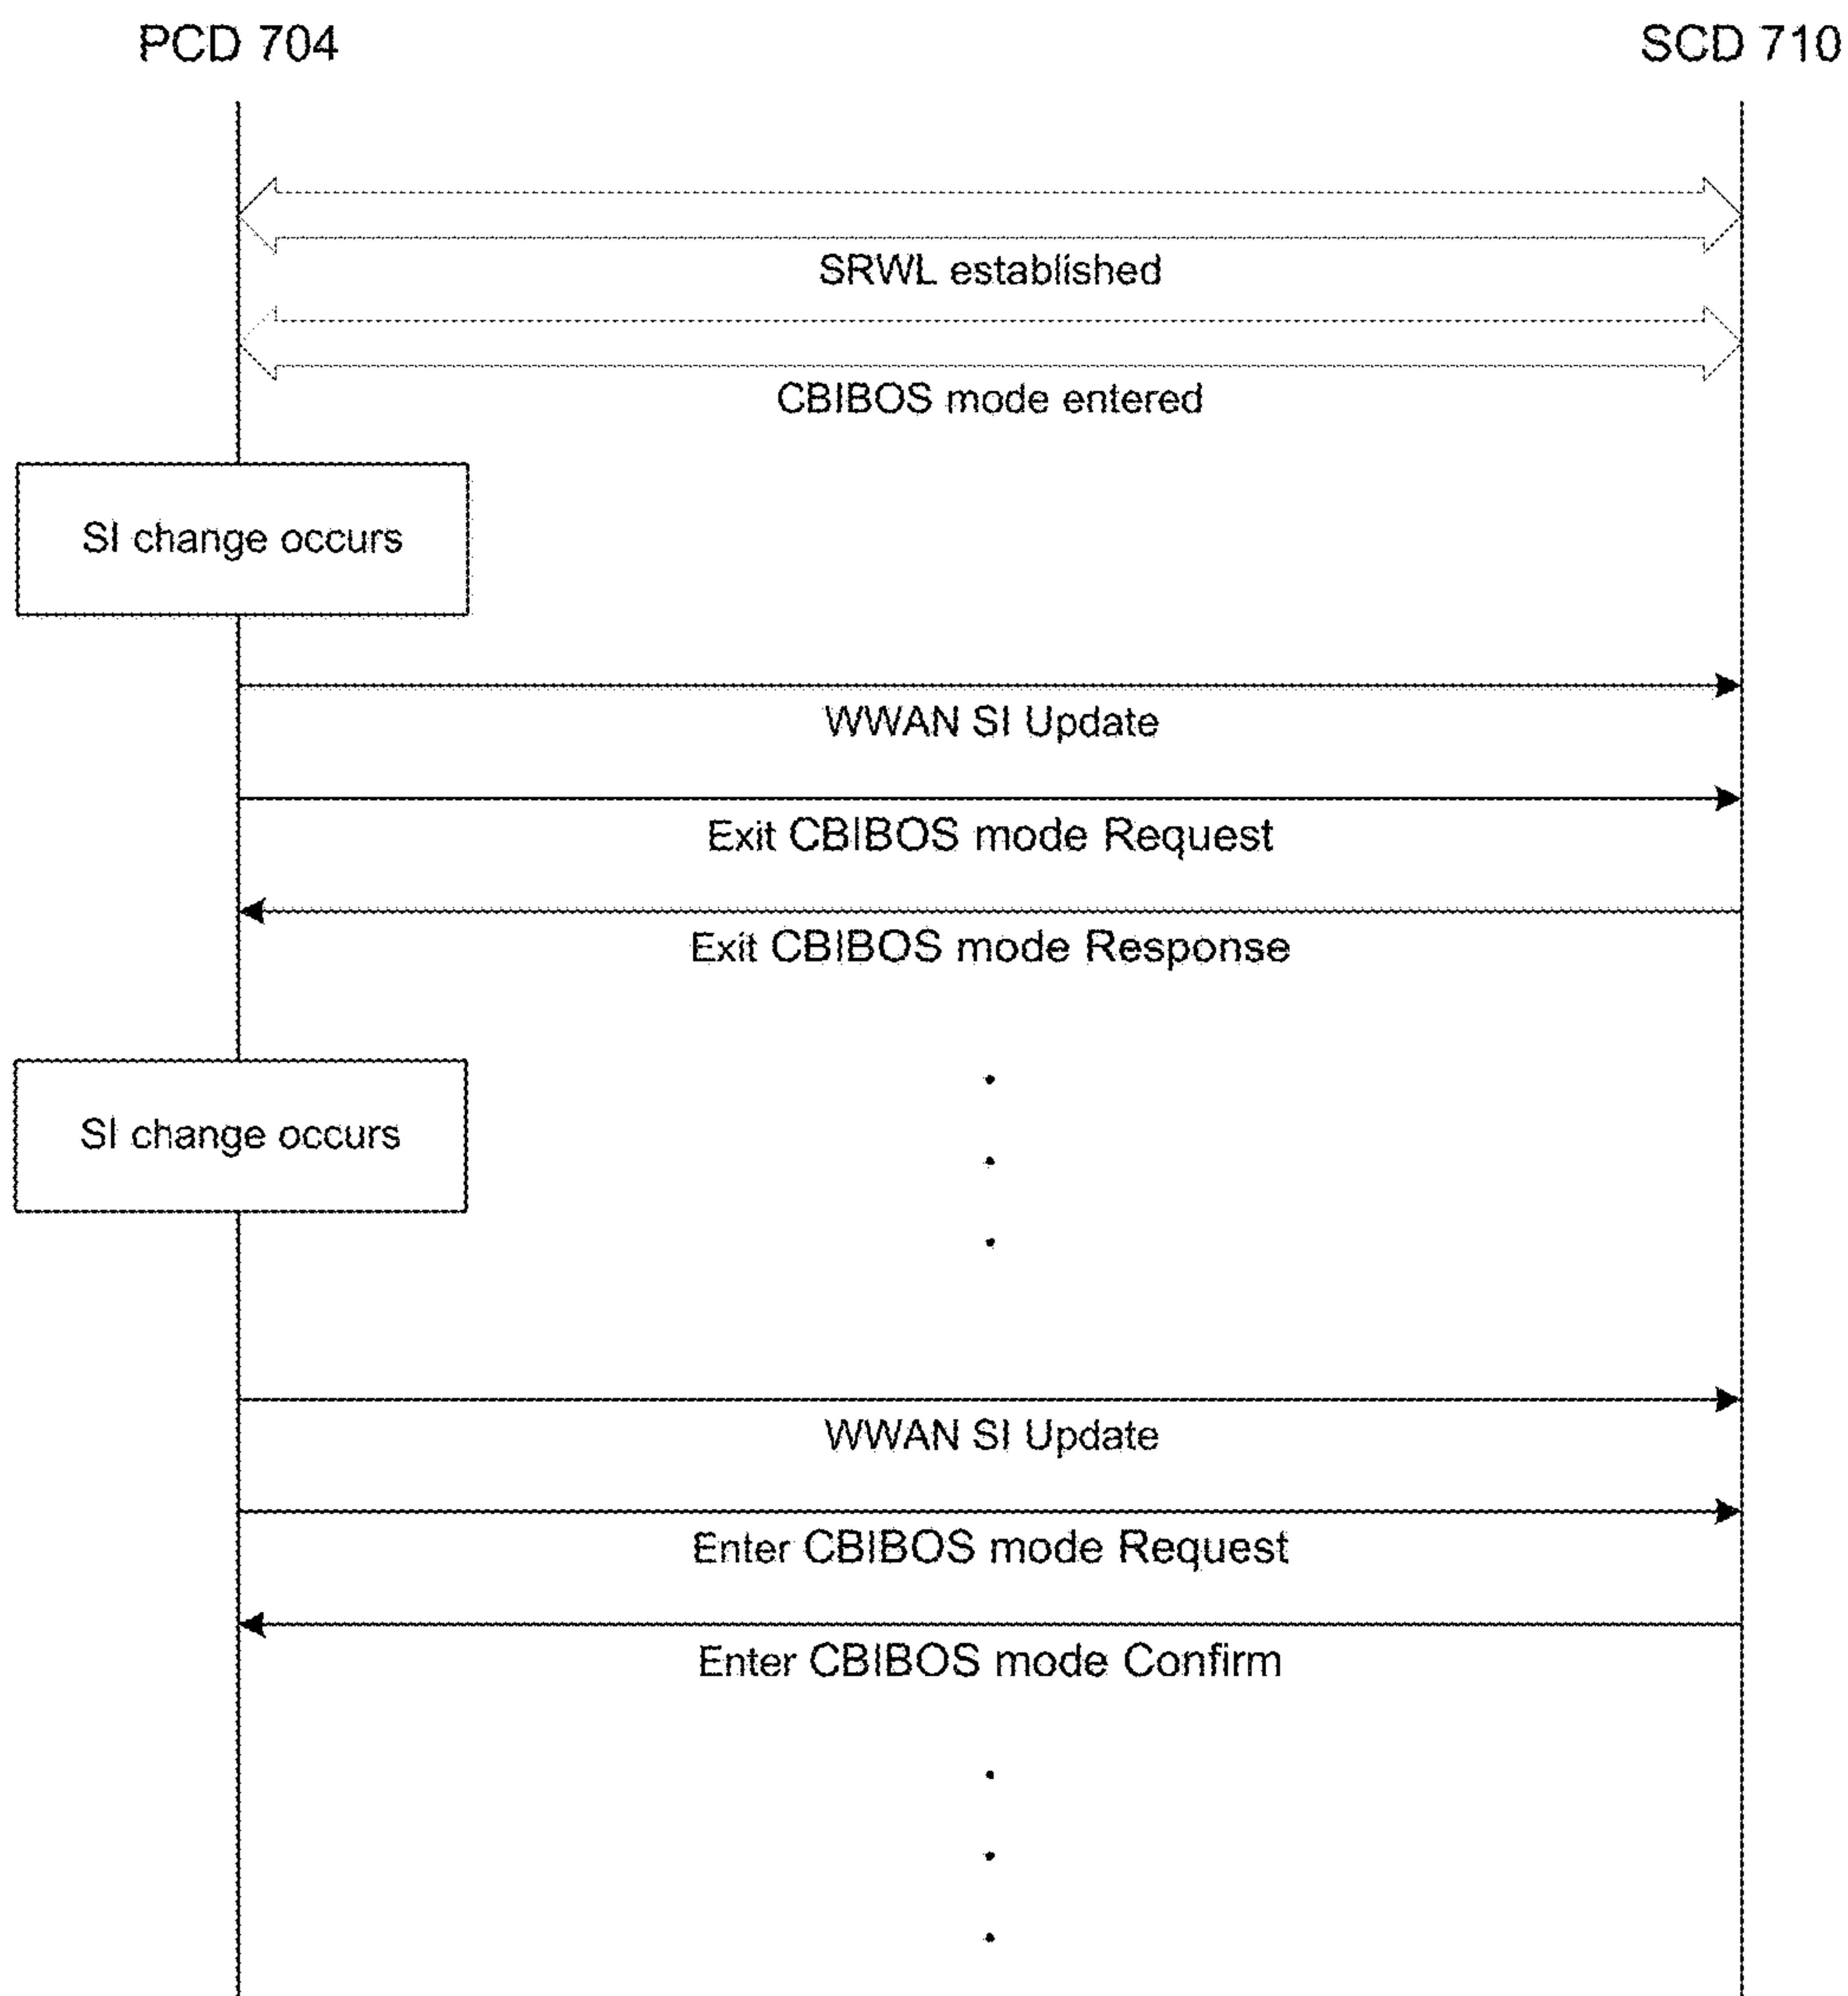 PCD 704
SCD 710
SRWL established
CBIBOS mode entered
SI change occurs
WWAN SI Update
Exit CBIBOS mode Request
Exit CBIBOS mode Response
SI change occurs
WWAN SI Update
Enter CBIBOS mode Request
Enter CBIBOS mode Confirm